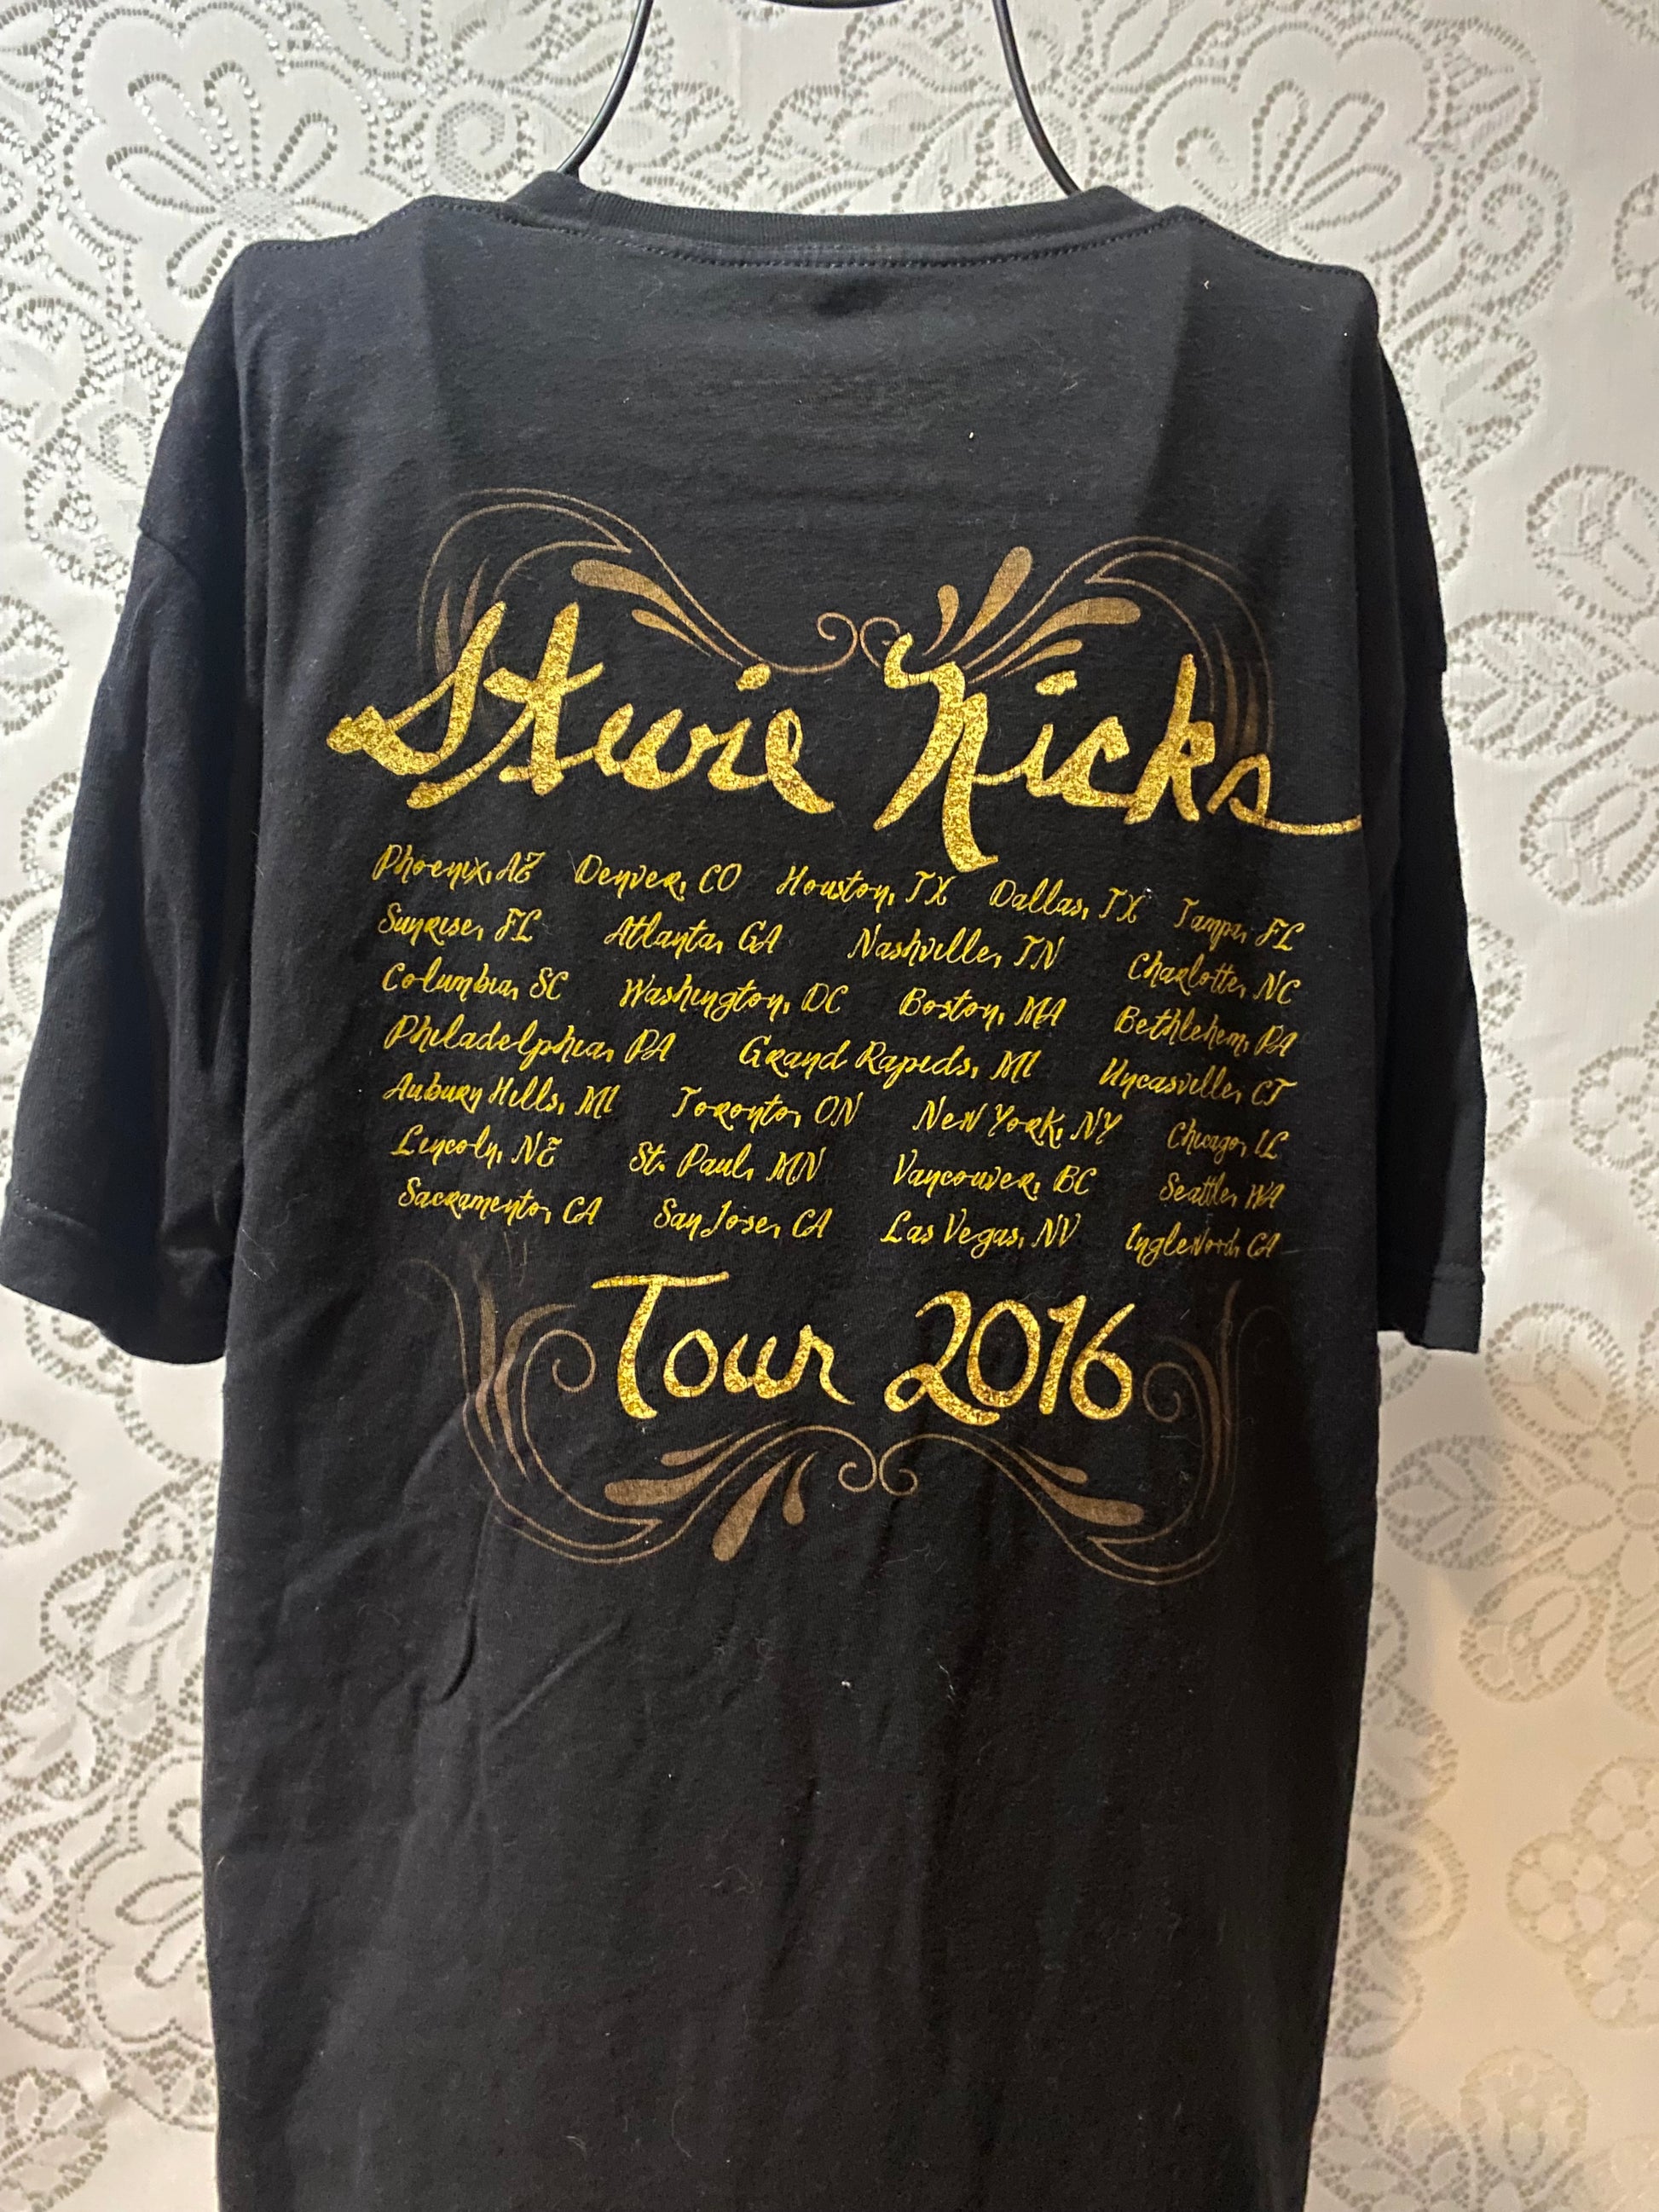 Stevie Nicks
Phoenix, AZ Denver, CO Houston, TX Dallas, TX Tampa, FL
Sunrise, FL Atlanta, GA Nashville, TN Charlotte, NC
Columbia, SC Washington, DC Boston, MA Bethlehem, PA
Philadelphia, PA Grand Rapids, MI Uncasville, CT
Auburn Hills, MI Toronto, ON New York, NY Chicago, IL
Lincoln, NE St. Paul, MN Vancouver, BC Seattle, WA
Sacramento, CA San Jose, CA Las Vegas, NV Inglewood, CA
Tour 2016